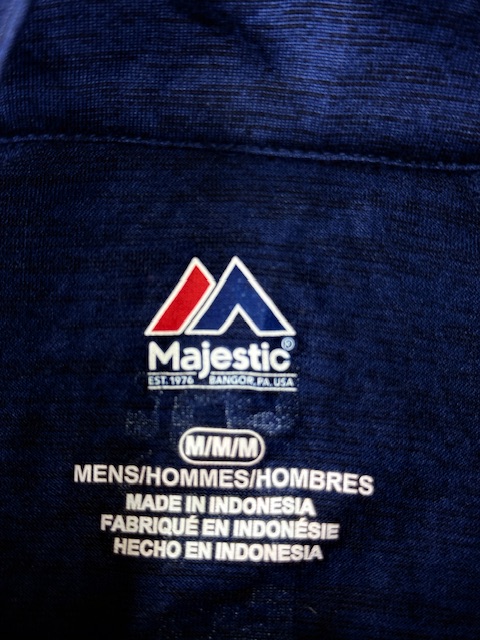 Majestic®
EST. 1976 BANGOR, PA. USA
M/M/M
MENS/HOMMES/HOMBRES
MADE IN INDONESIA
FABRIQUÉ EN INDONÉSIE
HECHO EN INDONESIA